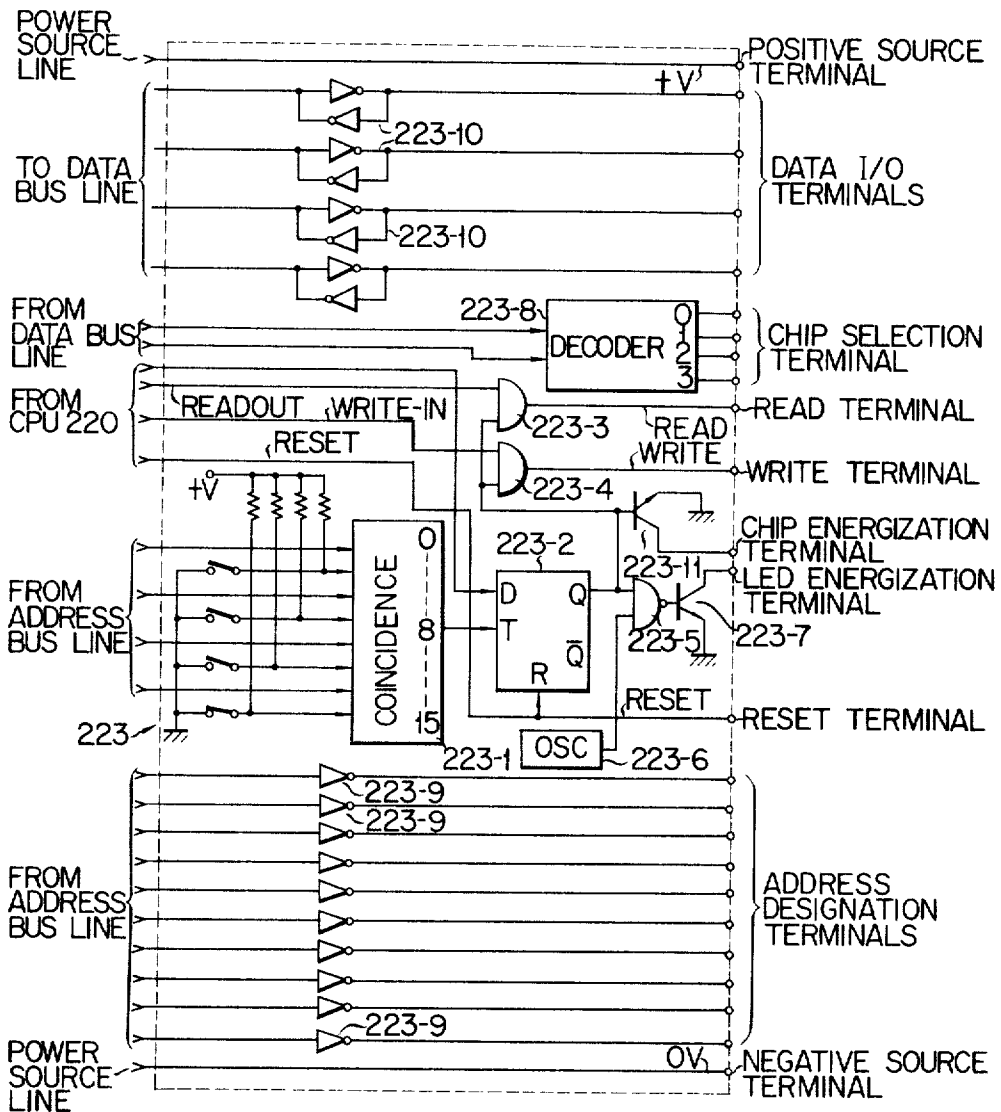 POWER
SOURCE
LINE
POSITIVE SOURCE
TERMINAL
+V
223-10
223-10
TO DATA
BUS LINE
DATA I/O
TERMINALS
223-10
FROM
DATA BUS
LINE
223-8
DECODER
0
1
2
3
CHIP SELECTION
TERMINAL
FROM
CPU 220
READOUT
WRITE-IN
RESET
223-3
READ
READ TERMINAL
WRITE
223-4
WRITE TERMINAL
+V
CHIP ENERGIZATION
TERMINAL
223-11
LED ENERGIZATION
TERMINAL
FROM
ADDRESS
BUS LINE
COINCIDENCE
0
8
15
223-1
223-2
D
T
Q
Q̅
R
223-5
223-7
RESET
RESET TERMINAL
223
OSC
223-6
223-9
223-9
FROM
ADDRESS
BUS LINE
ADDRESS
DESIGNATION
TERMINALS
223-9
POWER
SOURCE
LINE
0V
NEGATIVE SOURCE
TERMINAL